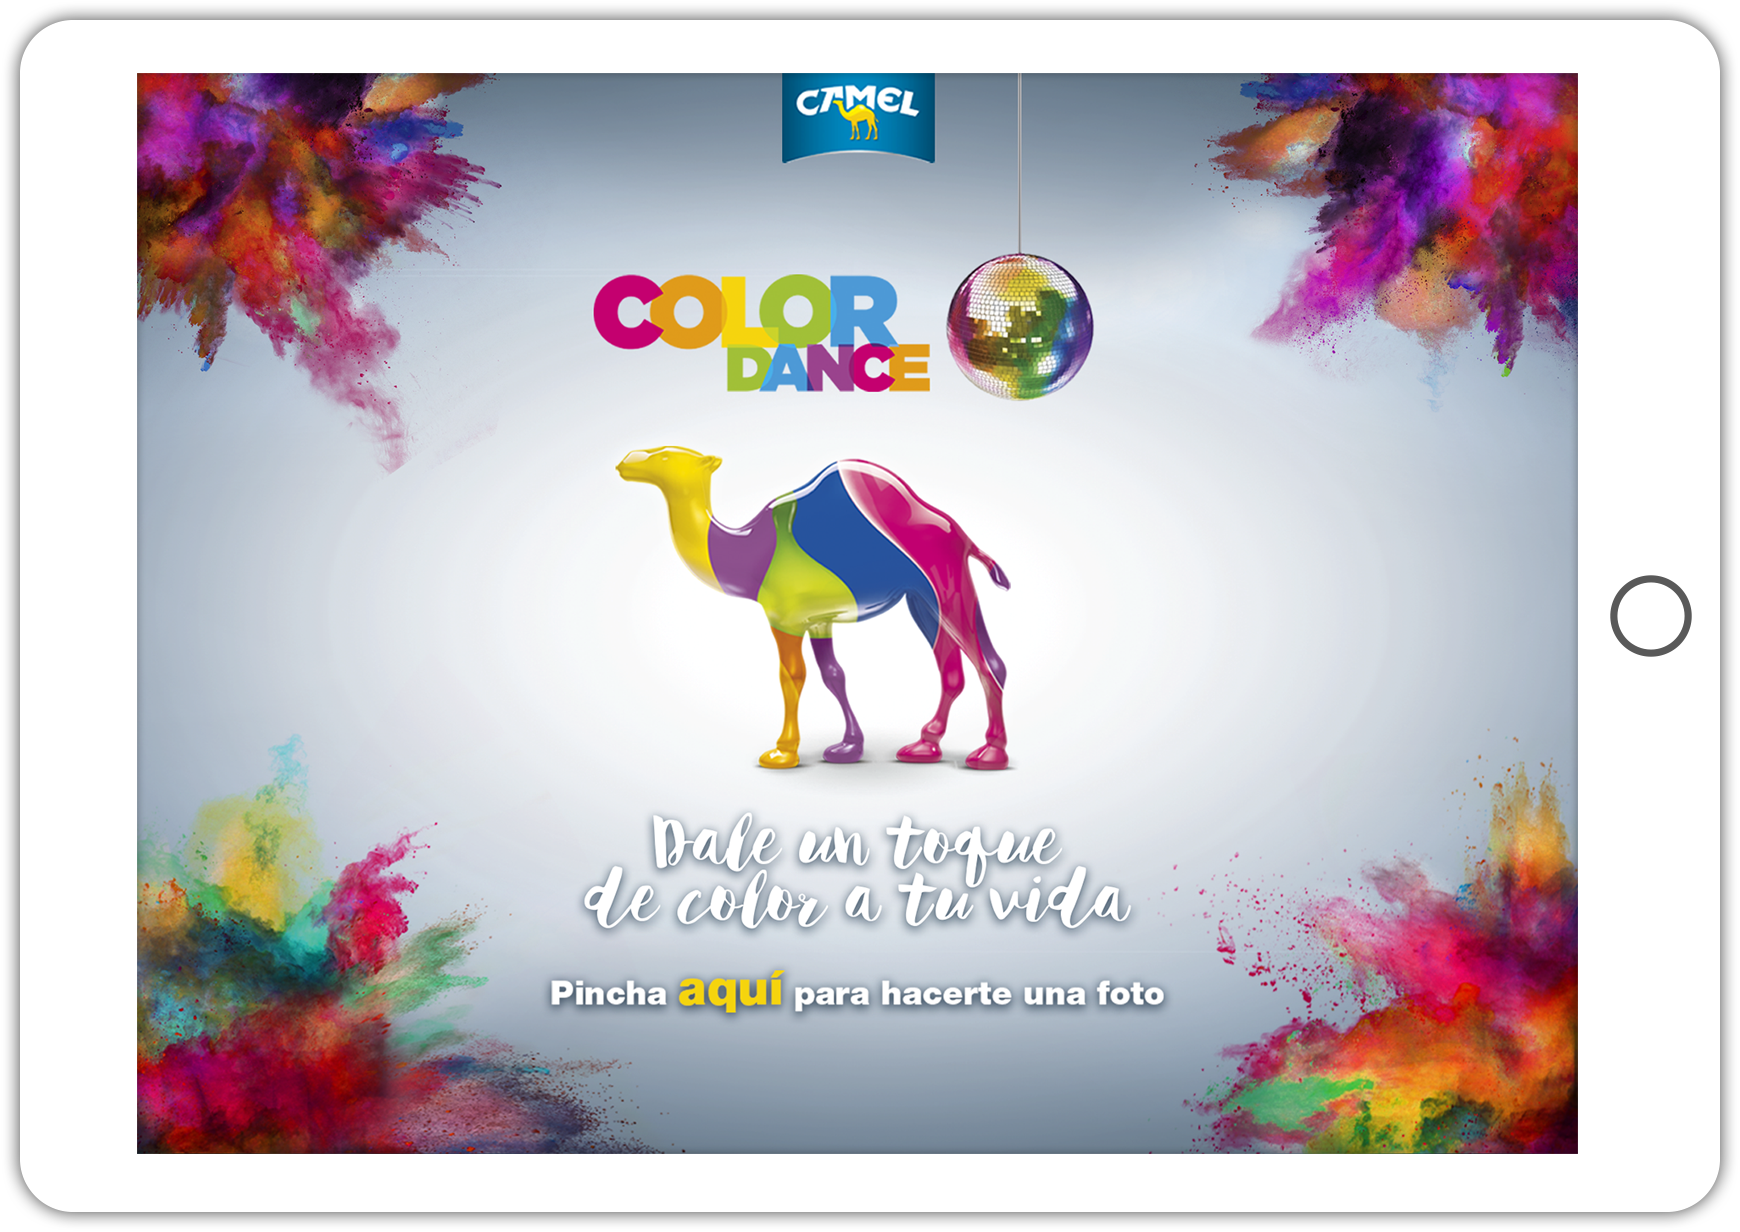 CAMEL
COLOR
DANCE
Dale un toque
de color a tu vida
Pincha aquí para hacerte una foto